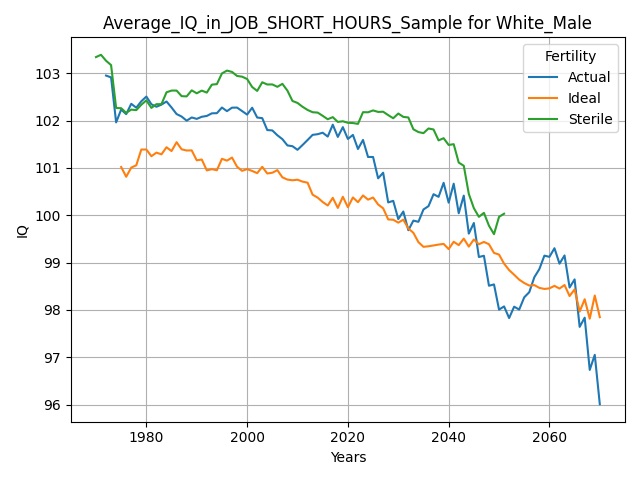 Average_IQ_in_JOB_SHORT_HOURS_Sample for White_Male
Fertility
Actual
Ideal
Sterile
103
102
101
100
99
98
97
96
IQ
1980
2000
2020
2040
2060
Years